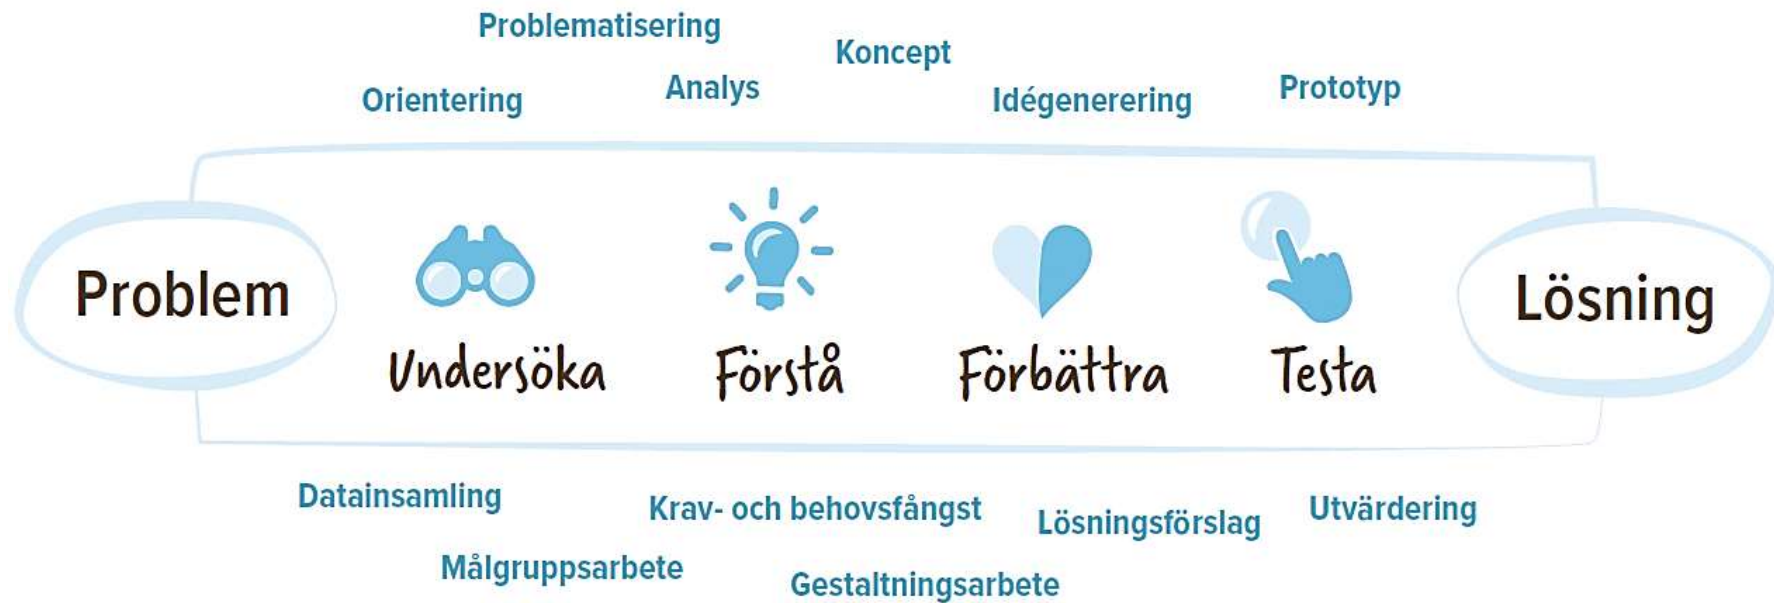 Problematisering
Koncept
Orientering
Analys
Idégenerering
Prototyp
Problem
Undersöka
Förstå
Förbättra
Testa
Lösning
Datainsamling
Krav- och behovsfångst
Lösningsförslag
Utvärdering
Målgruppsarbete
Gestaltningsarbete